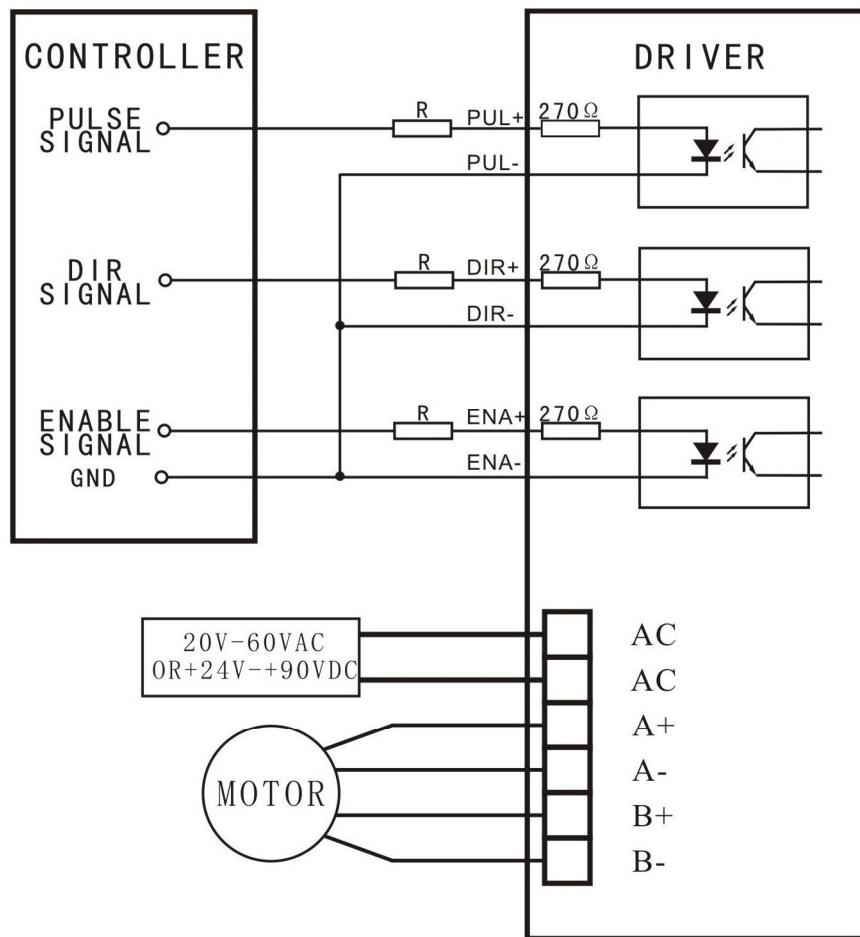 CONTROLLER
DRIVER
PULSE
SIGNAL
R
PUL+
270Ω
PUL-
DIR
SIGNAL
R
DIR+
270Ω
DIR-
ENABLE
SIGNAL
R
ENA+
270Ω
GND
ENA-
20V-60VAC
OR+24V-+90VDC
AC
AC
A+
MOTOR
A-
B+
B-